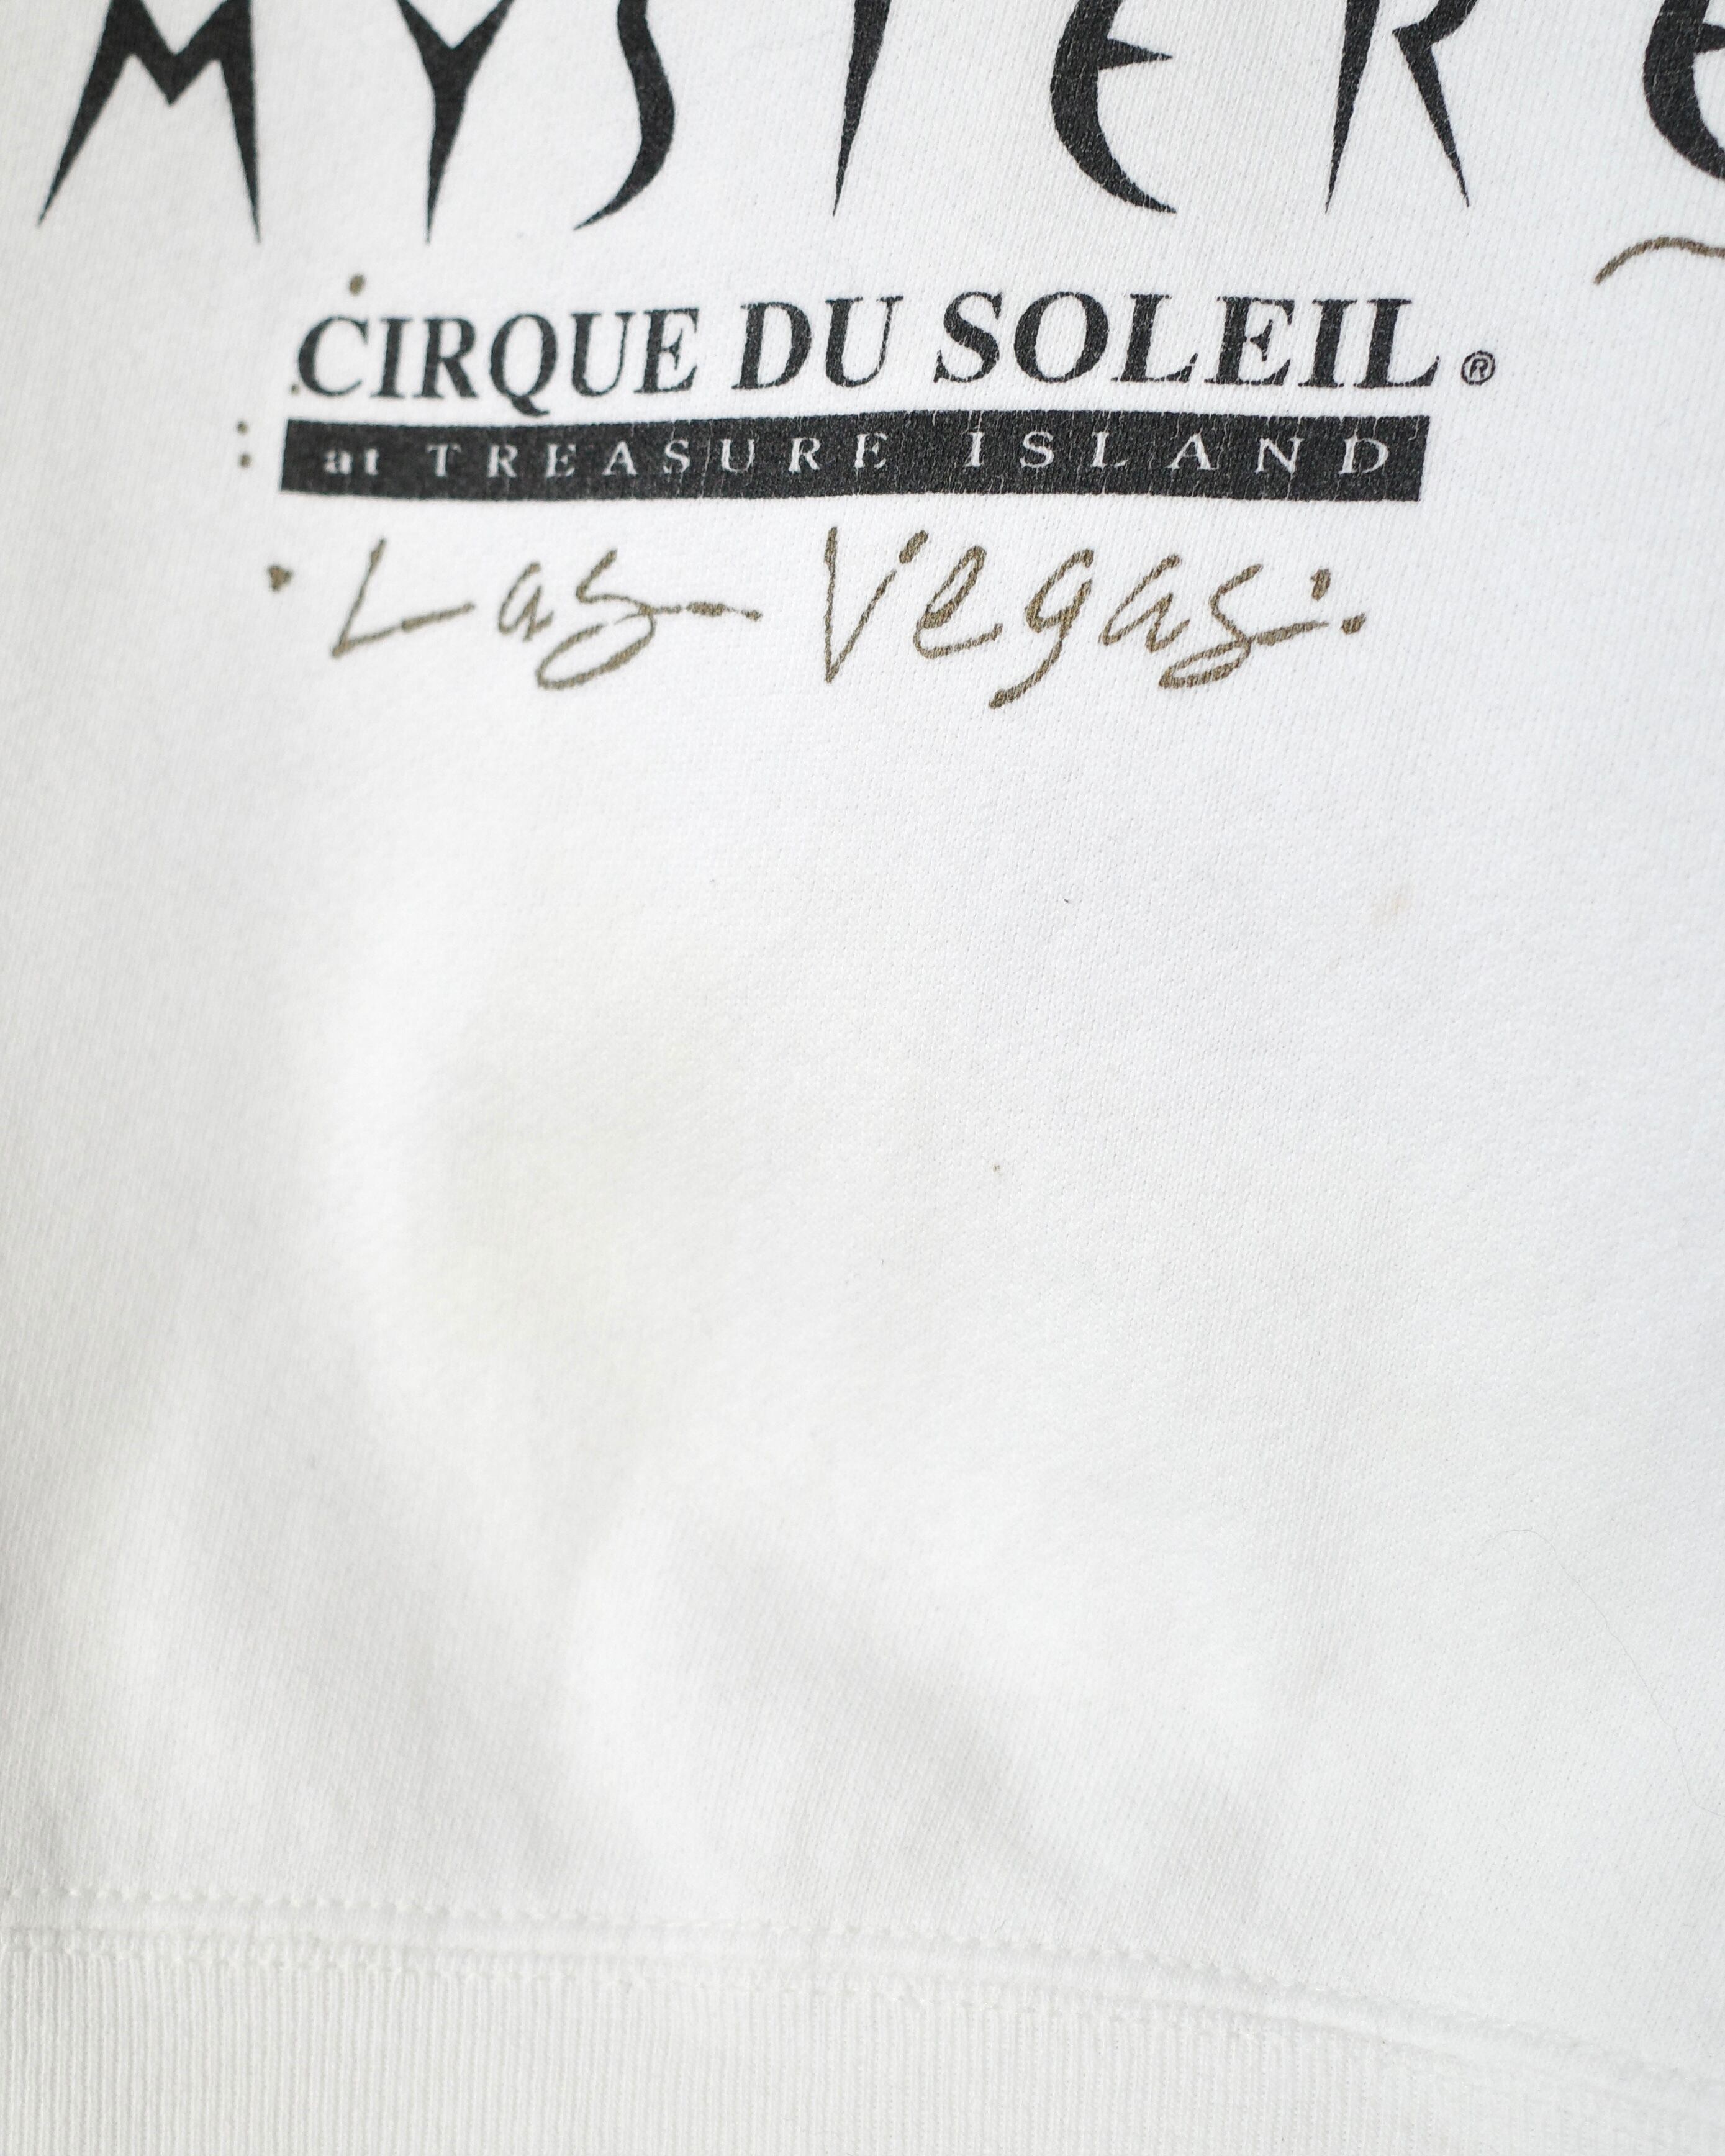 MYSTERE
CIRQUE DU SOLEIL®
at TREASURE ISLAND
Las Vegas